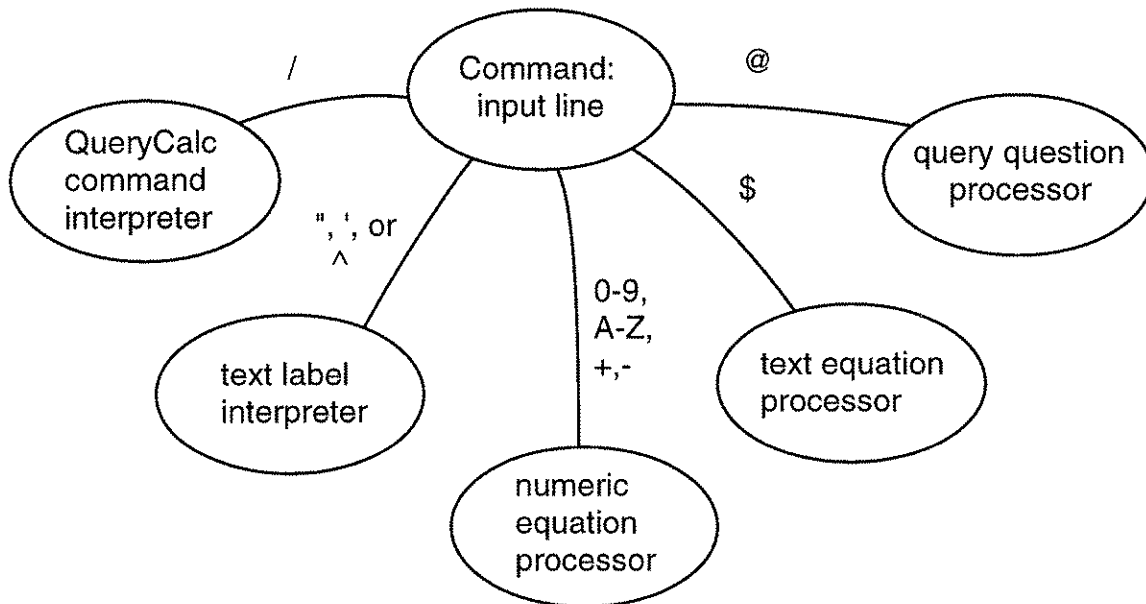 /
Command:
input line
@
QueryCalc
command
interpreter
query question
processor
$
", ', or
^
0-9,
A-Z,
+,-
text label
interpreter
text equation
processor
numeric
equation
processor